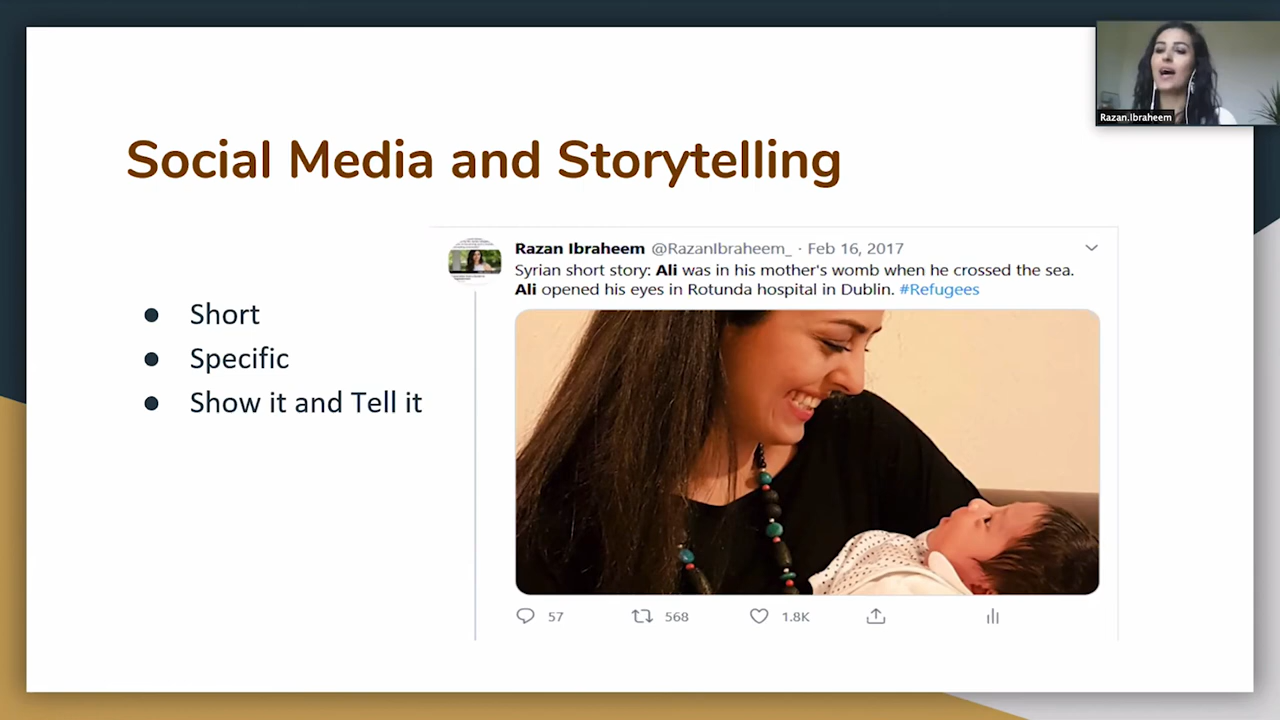 Razan.Ibraheem
Social Media and Storytelling
Short
Specific
Show it and Tell it
Razan Ibraheem @RazanIbraheem_ · Feb 16, 2017
Syrian short story: Ali was in his mother's womb when he crossed the sea.
Ali opened his eyes in Rotunda hospital in Dublin. #Refugees
57 568 1.8K